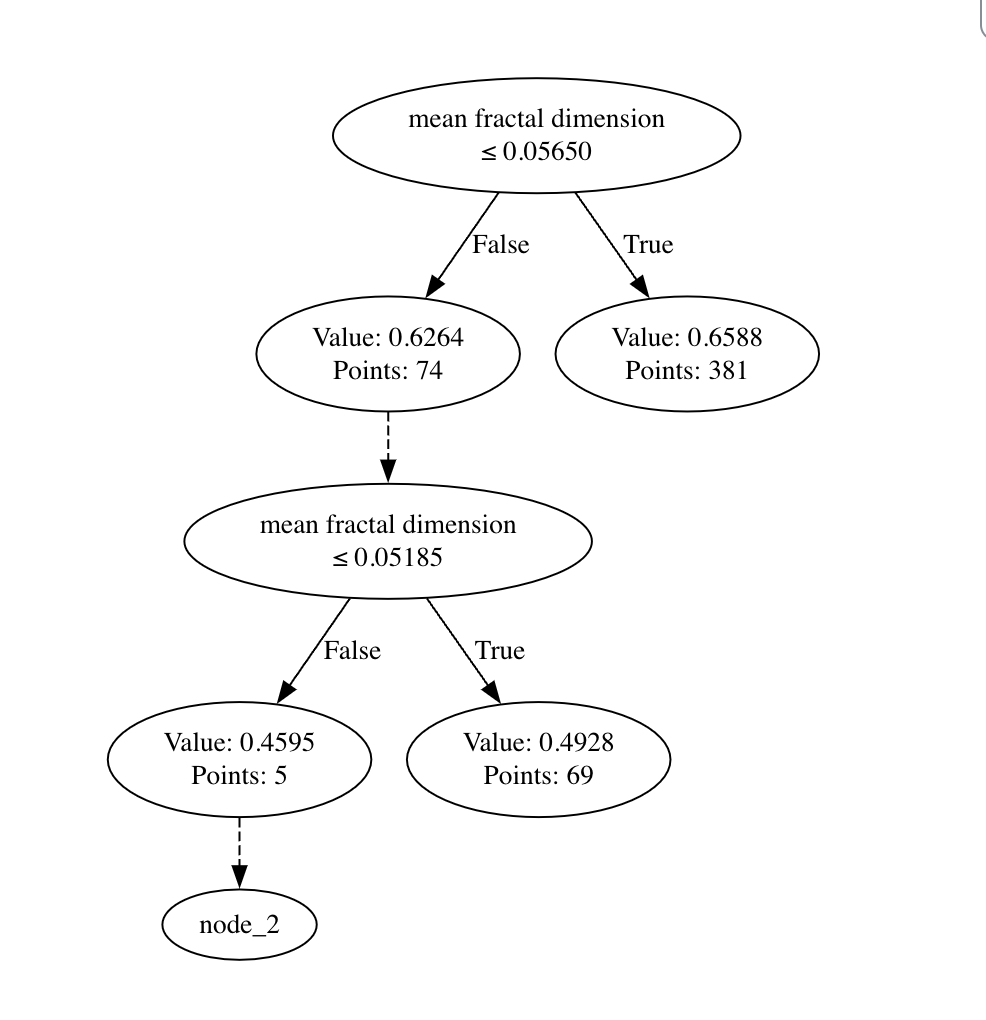 mean fractal dimension
≤ 0.05650
False
True
Value: 0.6264
Points: 74
Value: 0.6588
Points: 381
mean fractal dimension
≤ 0.05185
False
True
Value: 0.4595
Points: 5
Value: 0.4928
Points: 69
node_2